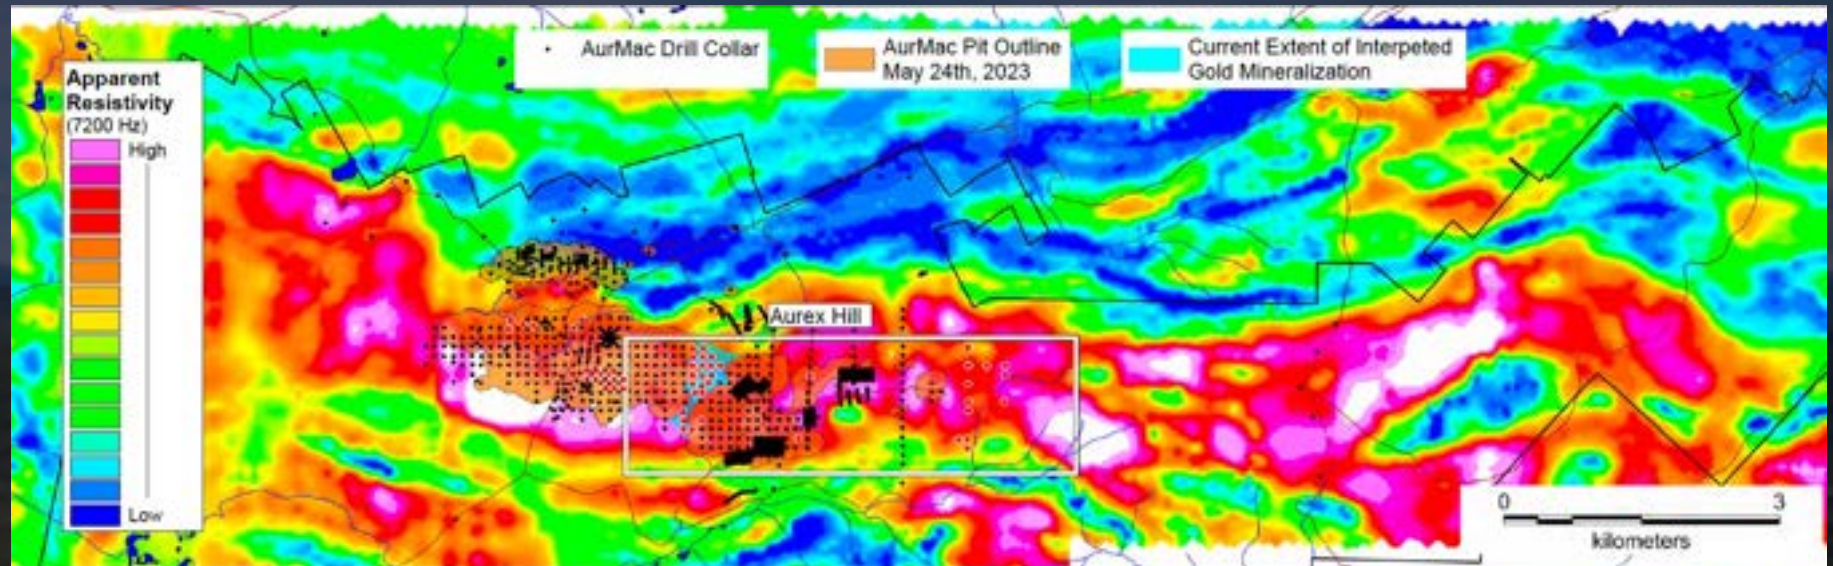 AurMac Drill Collar
AurMac Pit Outline
May 24th, 2023
Current Extent of Interpeted
Gold Mineralization
Apparent
Resistivity
(7200 Hz)
High
Low
Aurex Hill
0 3
kilometers